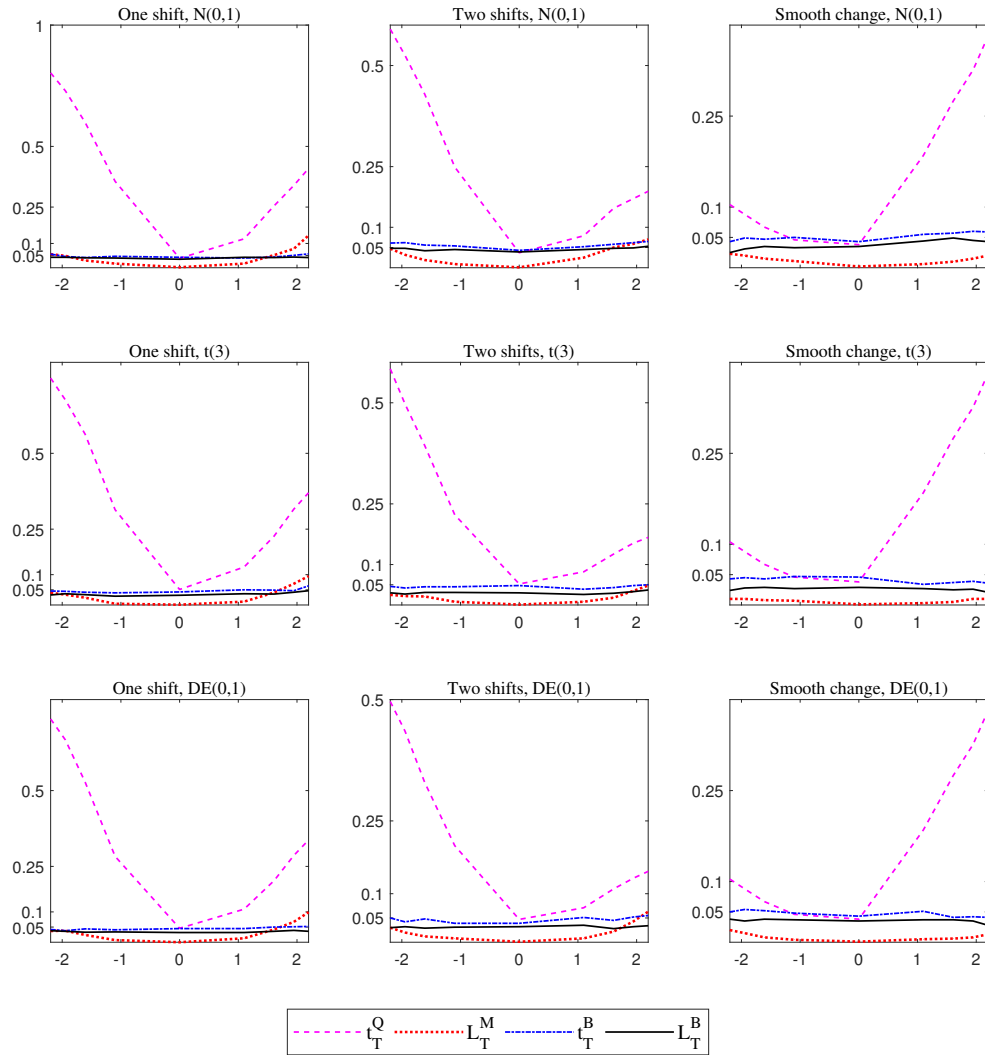 One shift, N(0,1) Two shifts, N(0,1) Smooth change, N(0,1)
1
0.5 0.5 0.25
0.25 0.25 0.1
0.1 0.1 0.05
0.05 0.05
-2 -1 0 1 2 -2 -1 0 1 2 -2 -1 0 1 2
One shift, t(3) Two shifts, t(3) Smooth change, t(3)
0.5 0.5 0.25
0.25 0.25 0.1
0.1 0.1 0.05
0.05 0.05
-2 -1 0 1 2 -2 -1 0 1 2 -2 -1 0 1 2
One shift, DE(0,1) Two shifts, DE(0,1) Smooth change, DE(0,1)
0.5 0.5 0.25
0.25 0.25 0.1
0.1 0.1 0.05
0.05 0.05
-2 -1 0 1 2 -2 -1 0 1 2 -2 -1 0 1 2
t_T^Q L_T^M t_T^B L_T^B